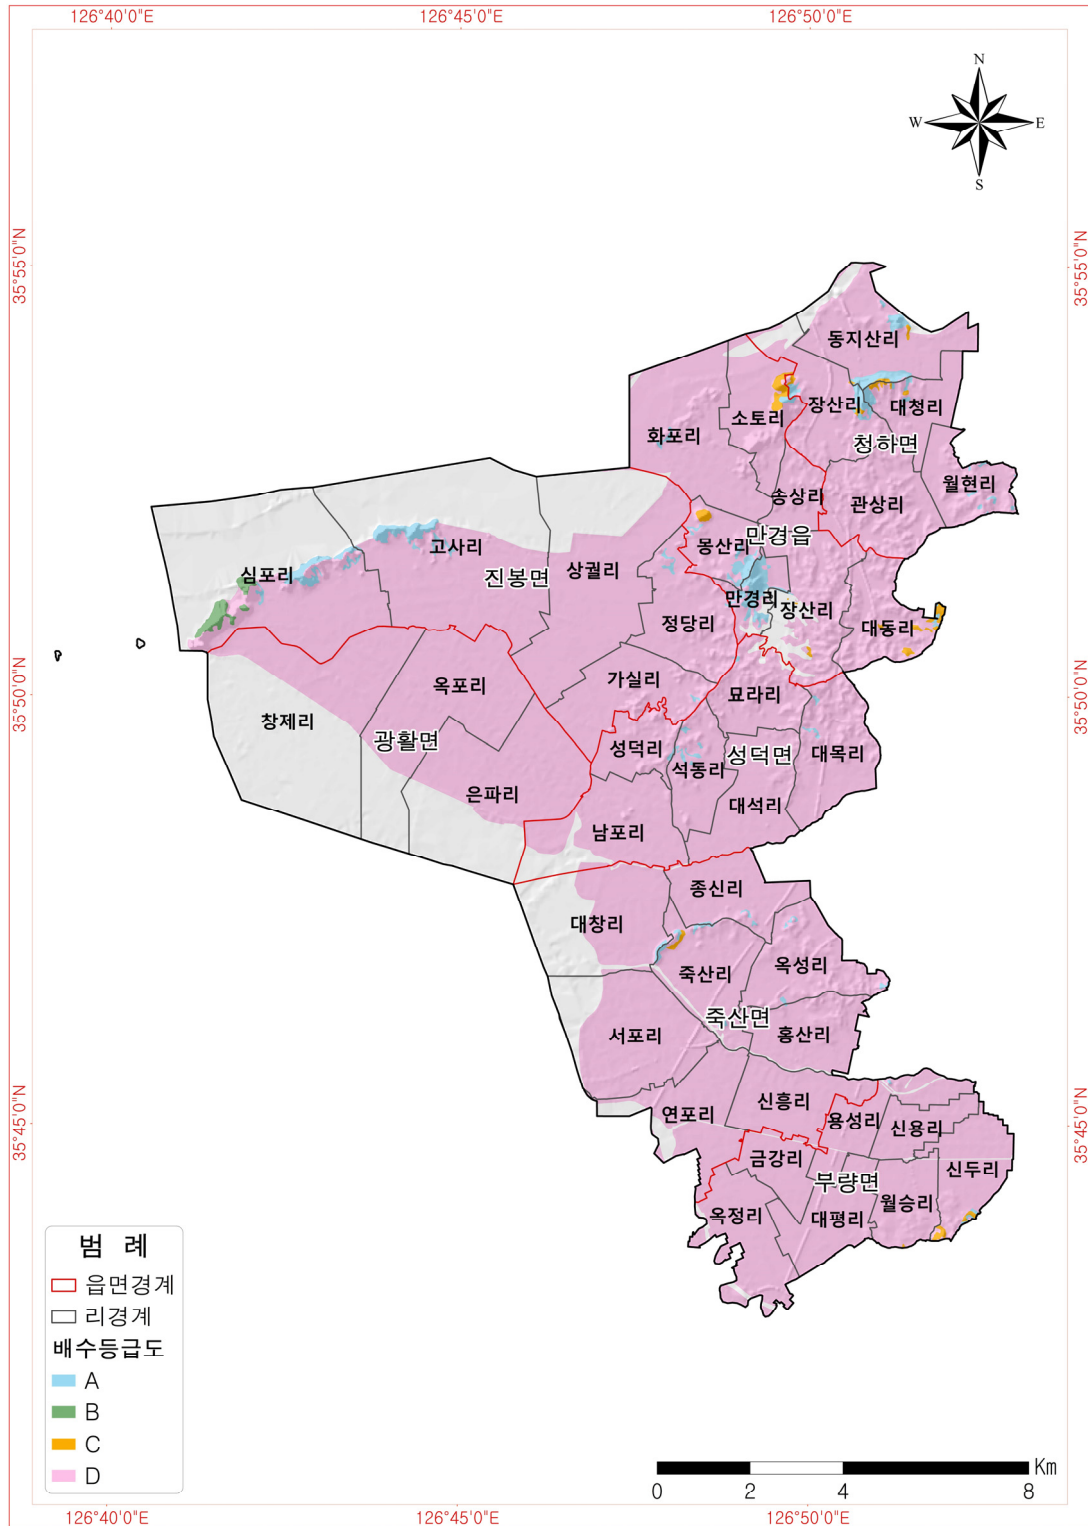 126°40'0"E
126°45'0"E
126°50'0"E
N
W
E
S
35°55'0"N
35°55'0"N
동지산리
장산리
대청리
소토리
화포리
청하면
월현리
송상리
관상리
만경읍
몽산리
고사리
상궐리
심포리
진봉면
만경리
장산리
정당리
대동리
35°50'0"N
35°50'0"N
가실리
옥포리
묘라리
창제리
광활면
성덕리
성덕면
대목리
석동리
은파리
대석리
남포리
종신리
대창리
옥성리
죽산리
죽산면
서포리
홍산리
신흥리
연포리
용성리
신용리
35°45'0"N
35°45'0"N
금강리
신두리
부량면
월승리
옥정리
대평리
범 례
읍면경계
리경계
배수등급도
A
B
C
D
Km
0 2 4 8
126°40'0"E
126°45'0"E
126°50'0"E